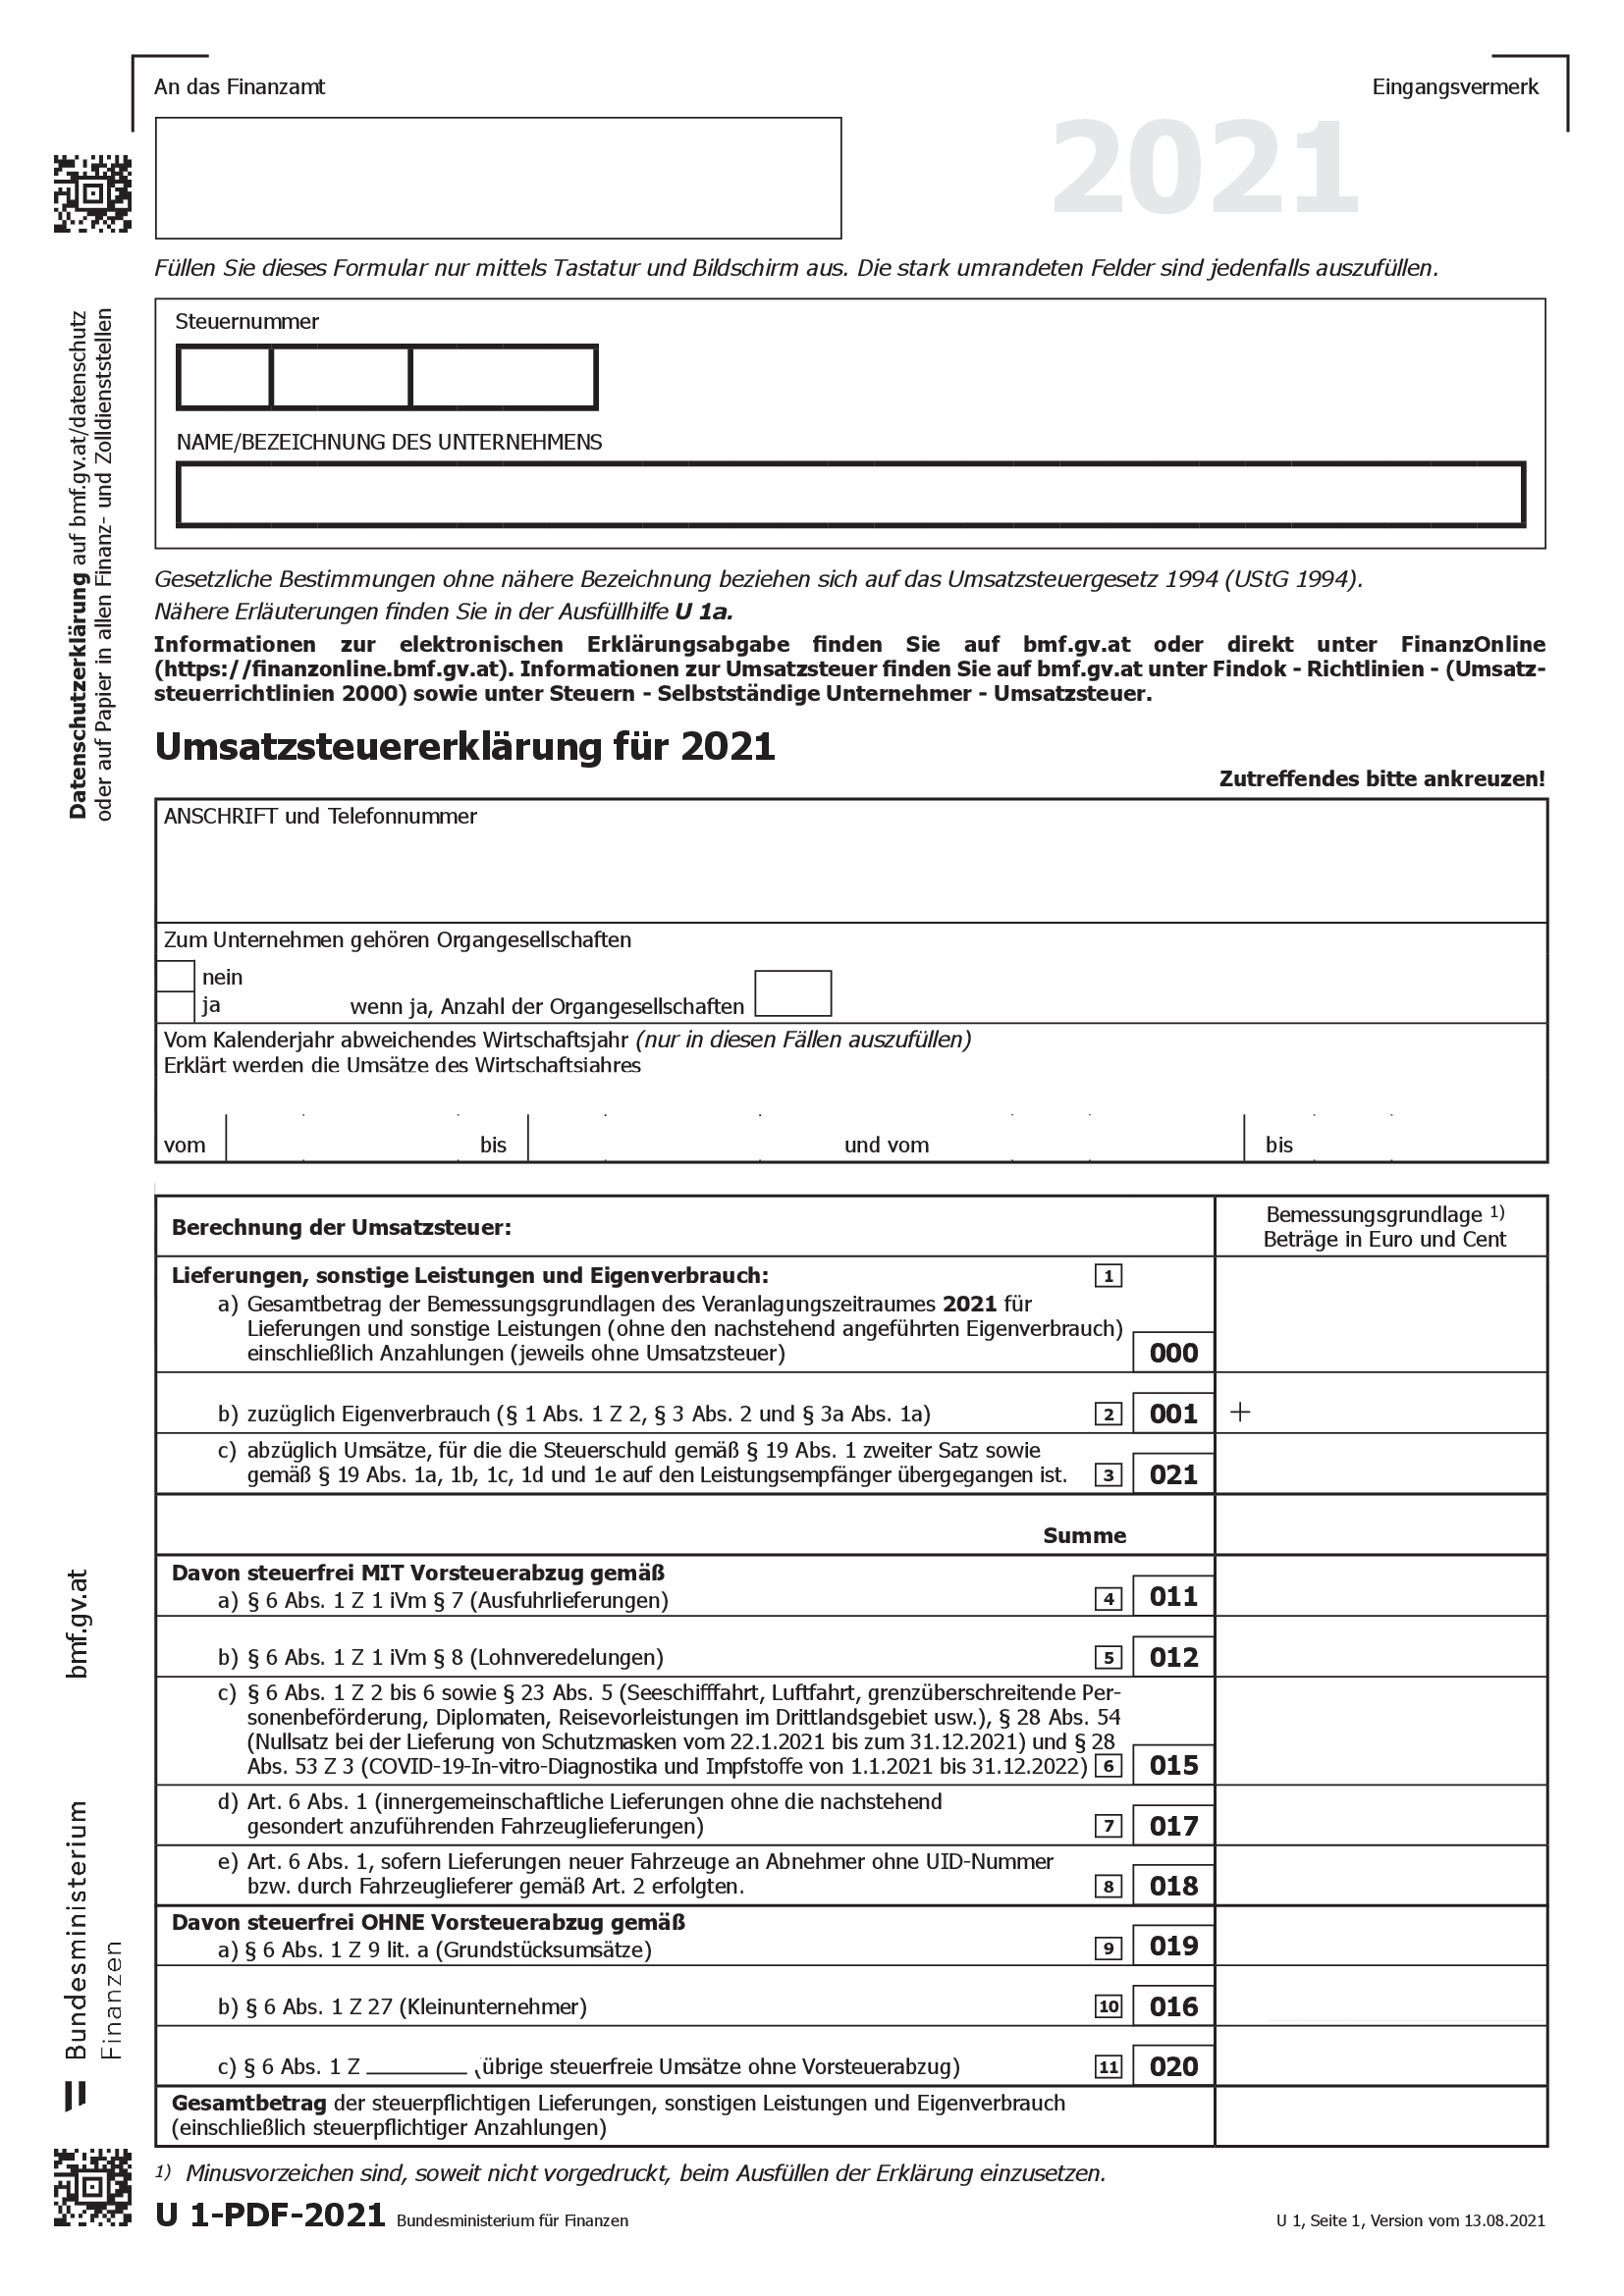 An das Finanzamt
Eingangsvermerk
2021
Füllen Sie dieses Formular nur mittels Tastatur und Bildschirm aus. Die stark umrandeten Felder sind jedenfalls auszufüllen.
Steuernummer
NAME/BEZEICHNUNG DES UNTERNEHMENS
Datenschutzerklärung auf bmf.gv.at/datenschutz
oder auf Papier in allen Finanz- und Zolldienststellen
Gesetzliche Bestimmungen ohne nähere Bezeichnung beziehen sich auf das Umsatzsteuergesetz 1994 (UStG 1994).
Nähere Erläuterungen finden Sie in der Ausfüllhilfe U 1a.
Informationen zur elektronischen Erklärungsabgabe finden Sie auf bmf.gv.at oder direkt unter FinanzOnline
(https://finanzonline.bmf.gv.at). Informationen zur Umsatzsteuer finden Sie auf bmf.gv.at unter Findok - Richtlinien - (Umsatz-
steuerrichtlinien 2000) sowie unter Steuern - Selbstständige Unternehmer - Umsatzsteuer.
Umsatzsteuererklärung für 2021
Zutreffendes bitte ankreuzen!
ANSCHRIFT und Telefonnummer
Zum Unternehmen gehören Organgesellschaften
nein
ja wenn ja, Anzahl der Organgesellschaften
Vom Kalenderjahr abweichendes Wirtschaftsjahr (nur in diesen Fällen auszufüllen)
Erklärt werden die Umsätze des Wirtschaftsjahres
vom bis und vom bis
Berechnung der Umsatzsteuer:
Bemessungsgrundlage 1)
Beträge in Euro und Cent
Lieferungen, sonstige Leistungen und Eigenverbrauch: 1
a) Gesamtbetrag der Bemessungsgrundlagen des Veranlagungszeitraumes 2021 für
Lieferungen und sonstige Leistungen (ohne den nachstehend angeführten Eigenverbrauch)
einschließlich Anzahlungen (jeweils ohne Umsatzsteuer) 000
b) zuzüglich Eigenverbrauch (§ 1 Abs. 1 Z 2, § 3 Abs. 2 und § 3a Abs. 1a) 2 001 +
c) abzüglich Umsätze, für die die Steuerschuld gemäß § 19 Abs. 1 zweiter Satz sowie
gemäß § 19 Abs. 1a, 1b, 1c, 1d und 1e auf den Leistungsempfänger übergegangen ist. 3 021
Summe
Davon steuerfrei MIT Vorsteuerabzug gemäß
a) § 6 Abs. 1 Z 1 iVm § 7 (Ausfuhrlieferungen) 4 011
b) § 6 Abs. 1 Z 1 iVm § 8 (Lohnveredelungen) 5 012
c) § 6 Abs. 1 Z 2 bis 6 sowie § 23 Abs. 5 (Seeschifffahrt, Luftfahrt, grenzüberschreitende Per-
sonenbeförderung, Diplomaten, Reisevorleistungen im Drittlandsgebiet usw.), § 28 Abs. 54
(Nullsatz bei der Lieferung von Schutzmasken vom 22.1.2021 bis zum 31.12.2021) und § 28
Abs. 53 Z 3 (COVID-19-In-vitro-Diagnostika und Impfstoffe von 1.1.2021 bis 31.12.2022) 6 015
d) Art. 6 Abs. 1 (innergemeinschaftliche Lieferungen ohne die nachstehend
gesondert anzuführenden Fahrzeuglieferungen) 7 017
e) Art. 6 Abs. 1, sofern Lieferungen neuer Fahrzeuge an Abnehmer ohne UID-Nummer
bzw. durch Fahrzeuglieferer gemäß Art. 2 erfolgten. 8 018
Davon steuerfrei OHNE Vorsteuerabzug gemäß
a) § 6 Abs. 1 Z 9 lit. a (Grundstücksumsätze) 9 019
b) § 6 Abs. 1 Z 27 (Kleinunternehmer) 10 016
c) § 6 Abs. 1 Z _________ (übrige steuerfreie Umsätze ohne Vorsteuerabzug) 11 020
Gesamtbetrag der steuerpflichtigen Lieferungen, sonstigen Leistungen und Eigenverbrauch
(einschließlich steuerpflichtiger Anzahlungen)
bmf.gv.at
Bundesministerium
Finanzen
1) Minusvorzeichen sind, soweit nicht vorgedruckt, beim Ausfüllen der Erklärung einzusetzen.
U 1-PDF-2021 Bundesministerium für Finanzen
U 1, Seite 1, Version vom 13.08.2021